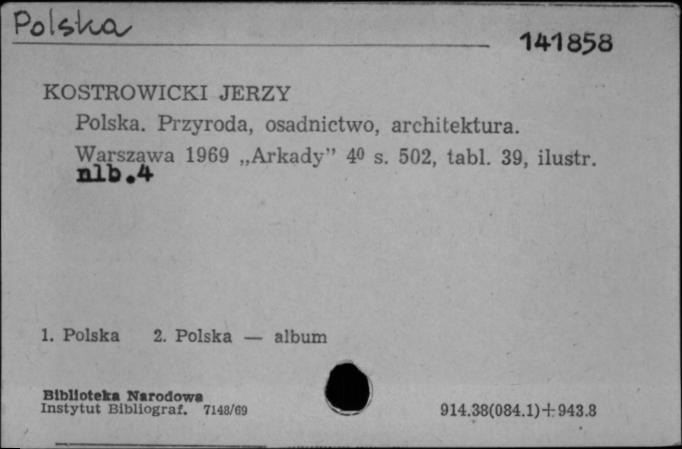 Polska
141858
KOSTROWICKI JERZY
Polska. Przyroda, osadnictwo, architektura.
Warszawa 1969 „Arkady” 4⁰ s. 502, tabl. 39, ilustr.
nlb.4
1. Polska 2. Polska — album
Biblioteka Narodowa
Instytut Bibliograf. 7148/69
914.38(084.1)+943.8